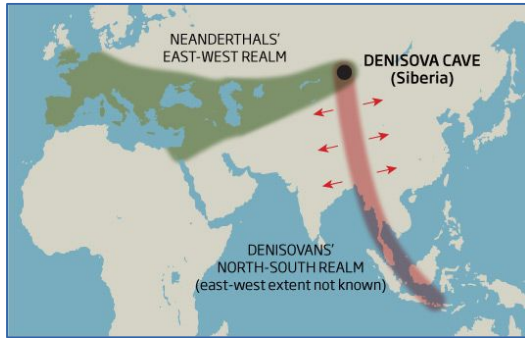 NEANDERTHALS'
EAST-WEST REALM
DENISOVA CAVE
(Siberia)
DENISOVANS'
NORTH-SOUTH REALM
(east-west extent not known)